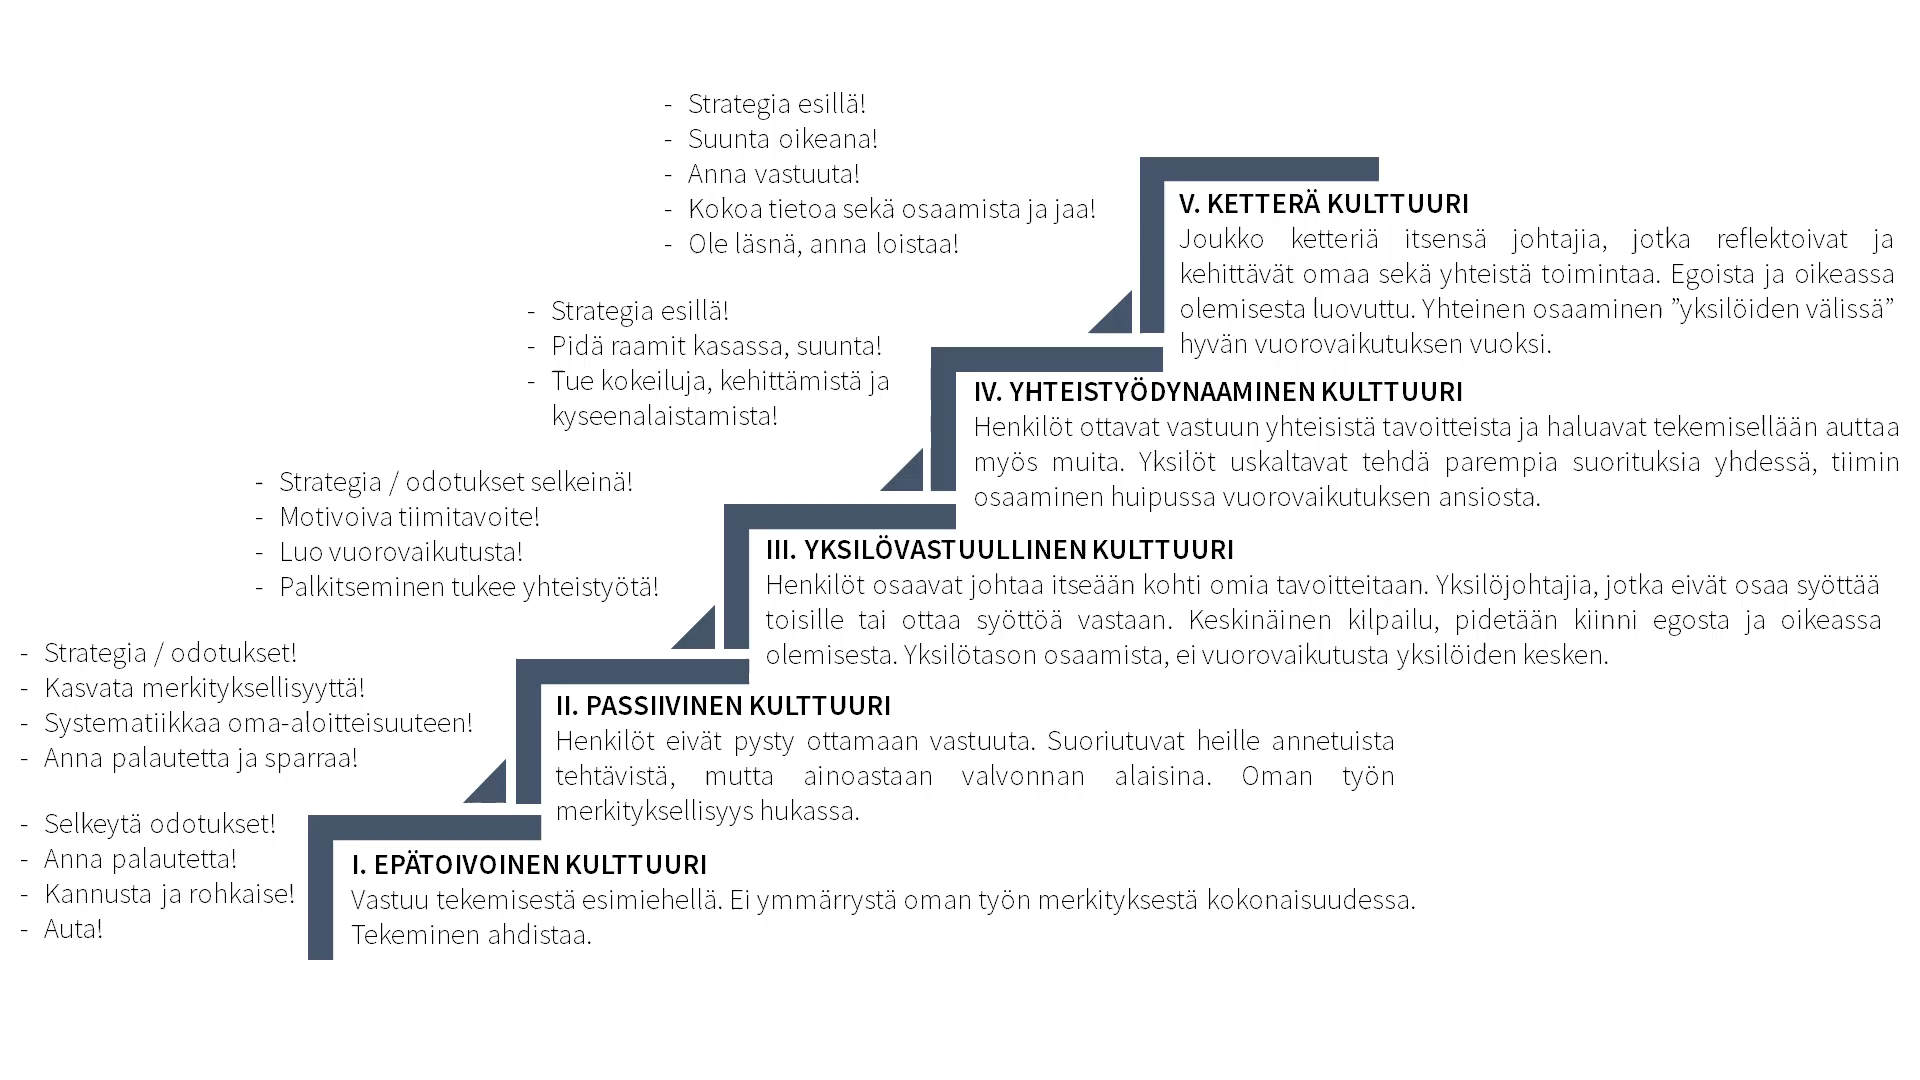 - Strategia esillä!
- Suunta oikeana!
- Anna vastuuta!
- Kokoa tietoa sekä osaamista ja jaa!
- Ole läsnä, anna loistaa!
V. KETTERÄ KULTTUURI
Joukko ketteriä itsensä johtajia, jotka reflektoivat ja
kehittävät omaa sekä yhteistä toimintaa. Egoista ja oikeassa
olemisesta luovuttu. Yhteinen osaaminen ”yksilöiden välissä”
hyvän vuorovaikutuksen vuoksi.
- Strategia esillä!
- Pidä raamit kasassa, suunta!
- Tue kokeiluja, kehittämistä ja
kyseenalaistamista!
IV. YHTEISTYÖDYNAAMINEN KULTTUURI
Henkilöt ottavat vastuun yhteisistä tavoitteista ja haluavat tekemisellään auttaa
myös muita. Yksilöt uskaltavat tehdä parempia suorituksia yhdessä, tiimin
osaaminen huipussa vuorovaikutuksen ansiosta.
- Strategia / odotukset selkeinä!
- Motivoiva tiimitavoite!
- Luo vuorovaikutusta!
- Palkitseminen tukee yhteistyötä!
III. YKSILÖVASTUULLINEN KULTTUURI
Henkilöt osaavat johtaa itseään kohti omia tavoitteitaan. Yksilöjohtajia, jotka eivät osaa syöttää
toisille tai ottaa syöttöä vastaan. Keskinäinen kilpailu, pidetään kiinni egosta ja oikeassa
olemisesta. Yksilötason osaamista, ei vuorovaikutusta yksilöiden kesken.
- Strategia / odotukset!
- Kasvata merkityksellisyyttä!
- Systematiikkaa oma-aloitteisuuteen!
- Anna palautetta ja sparraa!
II. PASSIIVINEN KULTTUURI
Henkilöt eivät pysty ottamaan vastuuta. Suoriutuvat heille annetuista
tehtävistä, mutta ainoastaan valvonnan alaisina. Oman työn
merkityksellisyys hukassa.
- Selkeytä odotukset!
- Anna palautetta!
- Kannusta ja rohkaise!
- Auta!
I. EPÄTOIVOINEN KULTTUURI
Vastuu tekemisestä esimiehellä. Ei ymmärrystä oman työn merkityksestä kokonaisuudessa.
Tekeminen ahdistaa.